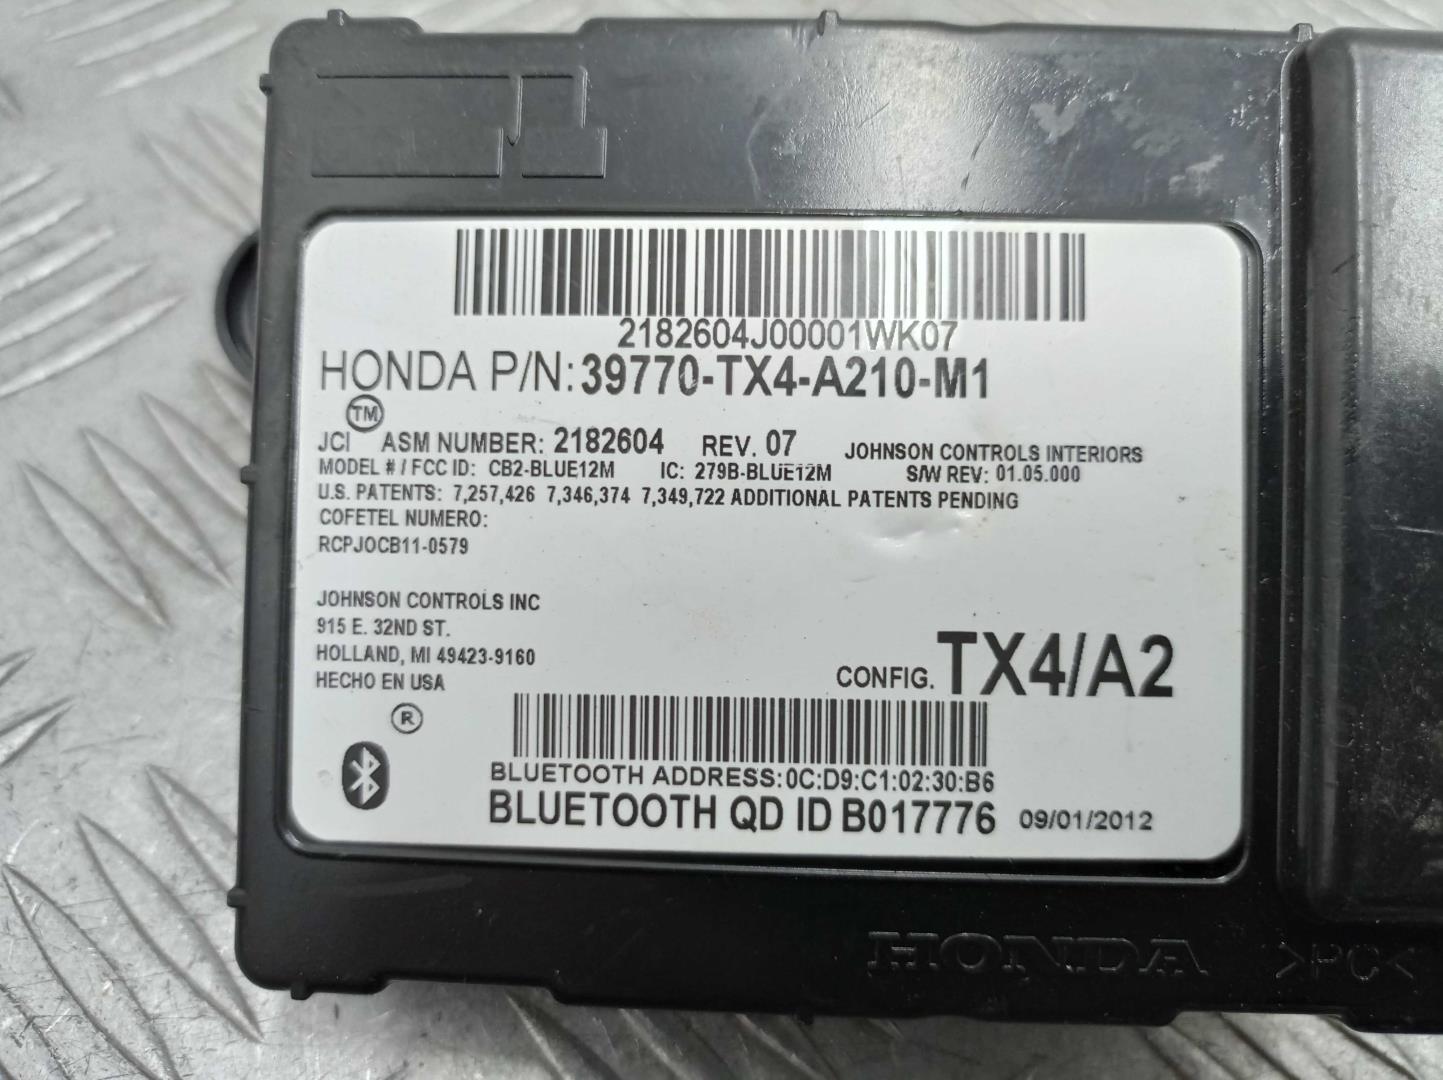 2182604J00001WK07
HONDA P/N: 39770-TX4-A210-M1
TM
JCI ASM NUMBER: 2182604 REV. 07 JOHNSON CONTROLS INTERIORS
MODEL # / FCC ID: CB2-BLUE12M IC: 279B-BLUE12M S/W REV: 01.05.000
U.S. PATENTS: 7,257,426 7,346,374 7,349,722 ADDITIONAL PATENTS PENDING
COFETEL NUMERO:
RCPJOCB11-0579
JOHNSON CONTROLS INC
915 E. 32ND ST.
HOLLAND, MI 49423-9160
HECHO EN USA
CONFIG. TX4/A2
®
BLUETOOTH ADDRESS:0C:D9:C1:02:30:B6
BLUETOOTH QD ID B017776 09/01/2012
HONDA >PC<